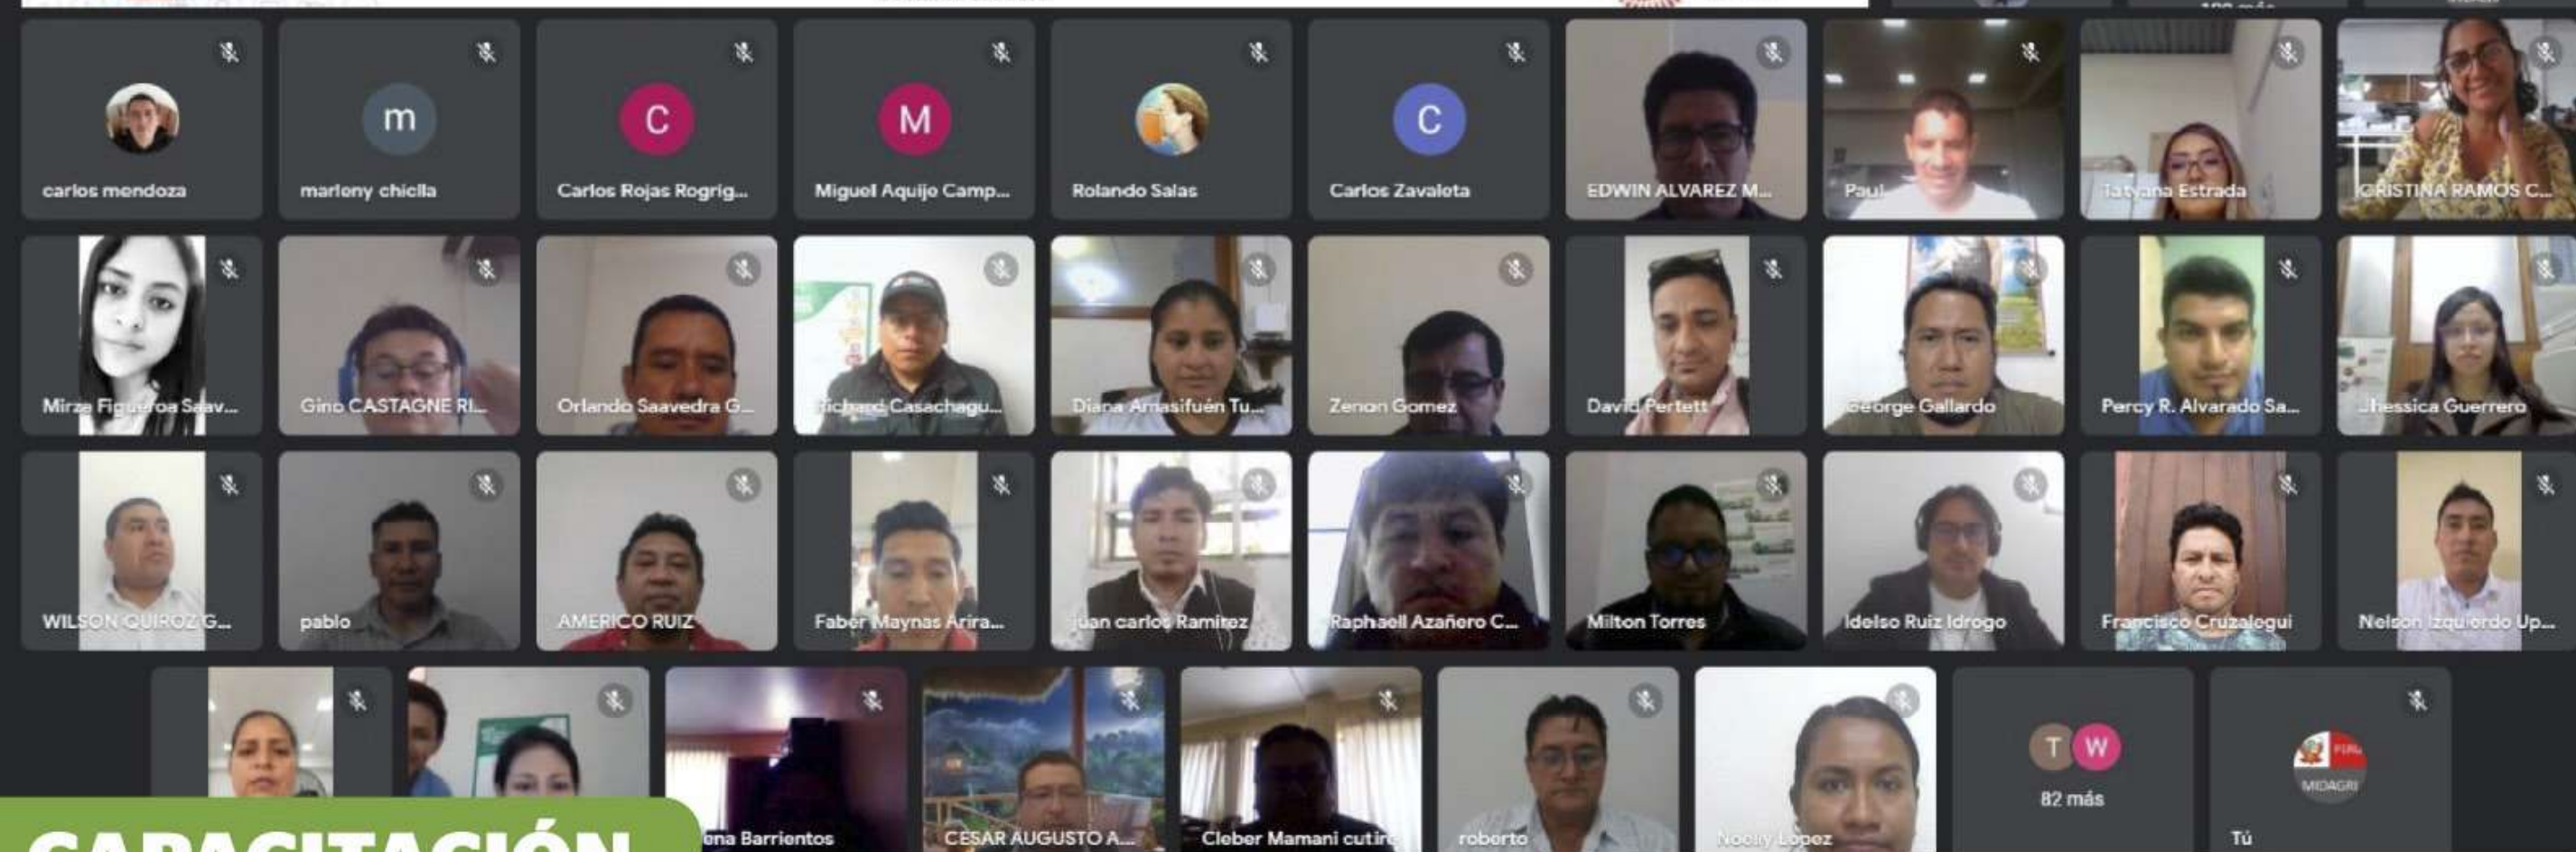 carlos mendoza
m
marleny chiclla
C
Carlos Rojas Rogrig...
M
Miguel Aquije Camp...
Rolando Salas
C
Carlos Zavaleta
EDWIN ALVAREZ M...
Paul
Tatyana Estrada
CRISTINA RAMOS C...
Mirza Figueroa Saav...
Gino CASTAGNE RI...
Orlando Saavedra G...
Richard Casachagu...
Diana Amasifuén Tu...
Zenon Gomez
David Pertett
George Gallardo
Percy R. Alvarado Sa...
...hessica Guerrero
WILSON QUIROZ G...
pablo
AMERICO RUIZ
Faber Maynas Arira...
juan carlos Ramirez
Raphaell Azañero C...
Milton Torres
Idelso Ruiz Idrogo
Francisco Cruzalegui
Nelson Izquierdo Up...
ena Barrientos
CESAR AUGUSTO A...
Cleber Mamani cutire
roberto
Noelly Lopez
T W
82 más
PERÚ
MIDAGRI
Tú
CAPACITACIÓN